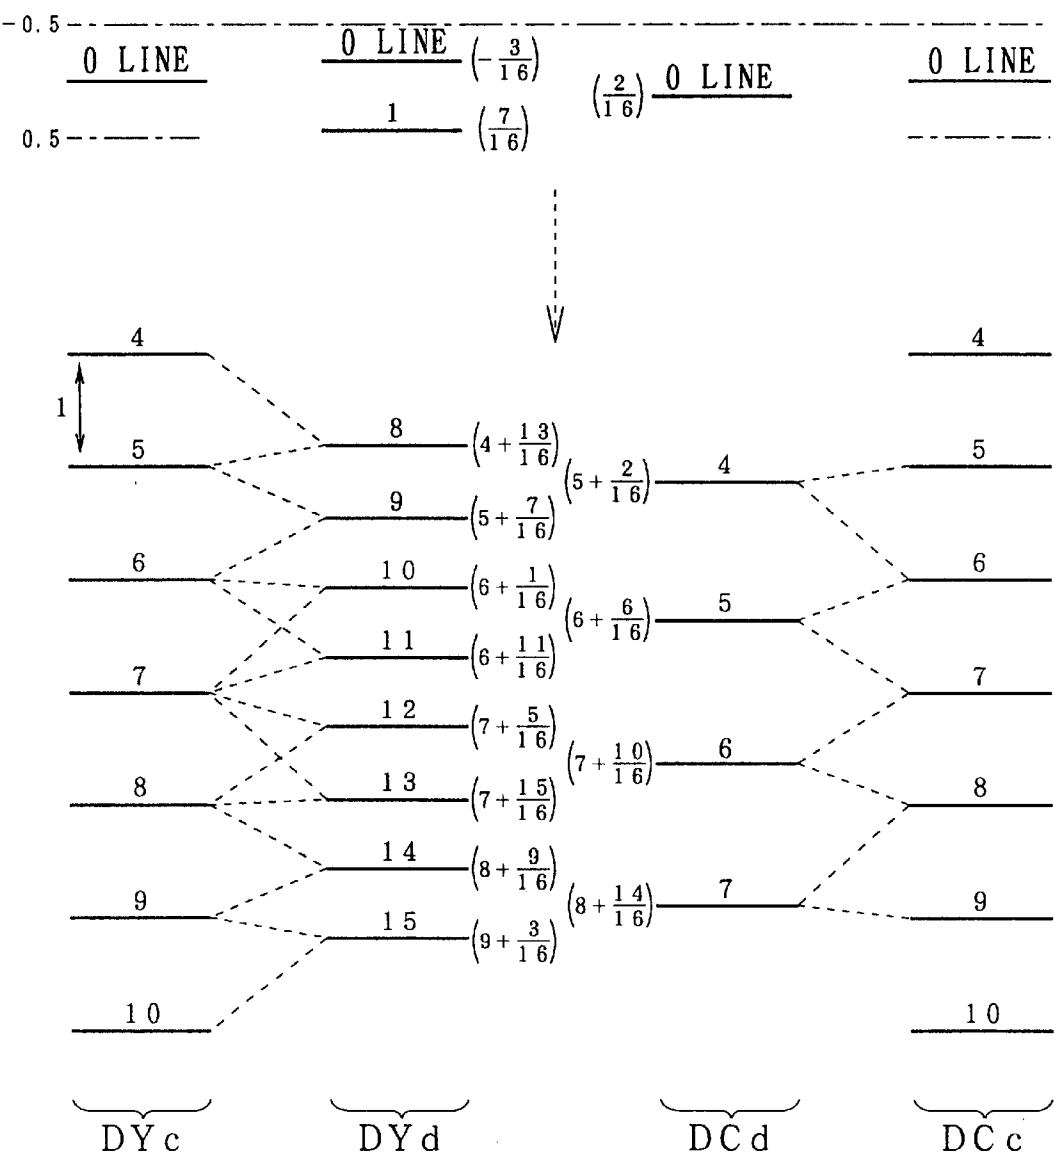 -0.5
0 LINE 0 LINE (-3/16) (2/16) 0 LINE 0 LINE
1 (7/16)
0.5
4 4
1
8 (4+13/16)
5 (5+2/16) 4 5
9 (5+7/16)
6 10 (6+1/16) 6
(6+6/16) 5
11 (6+11/16)
7 7
12 (7+5/16)
(7+10/16) 6
8 13 (7+15/16) 8
14 (8+9/16)
9 (8+14/16) 7 9
15 (9+3/16)
10 10
DYc DYd DCd DCc